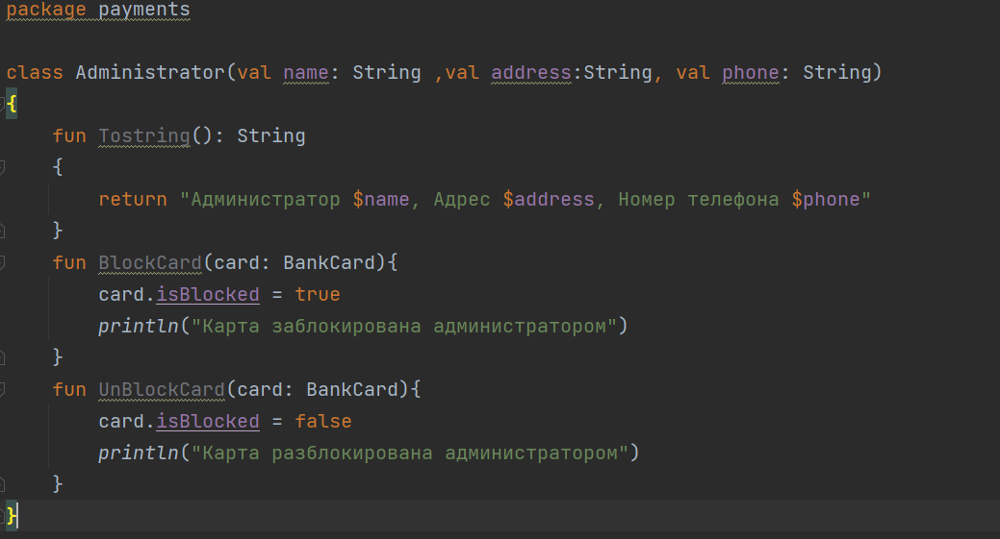 package payments
class Administrator(val name: String ,val address:String, val phone: String)
{
fun Tostring(): String
{
return "Администратор $name, Адрес $address, Номер телефона $phone"
}
fun BlockCard(card: BankCard){
card.isBlocked = true
println("Карта заблокирована администратором")
}
fun UnBlockCard(card: BankCard){
card.isBlocked = false
println("Карта разблокирована администратором")
}
}